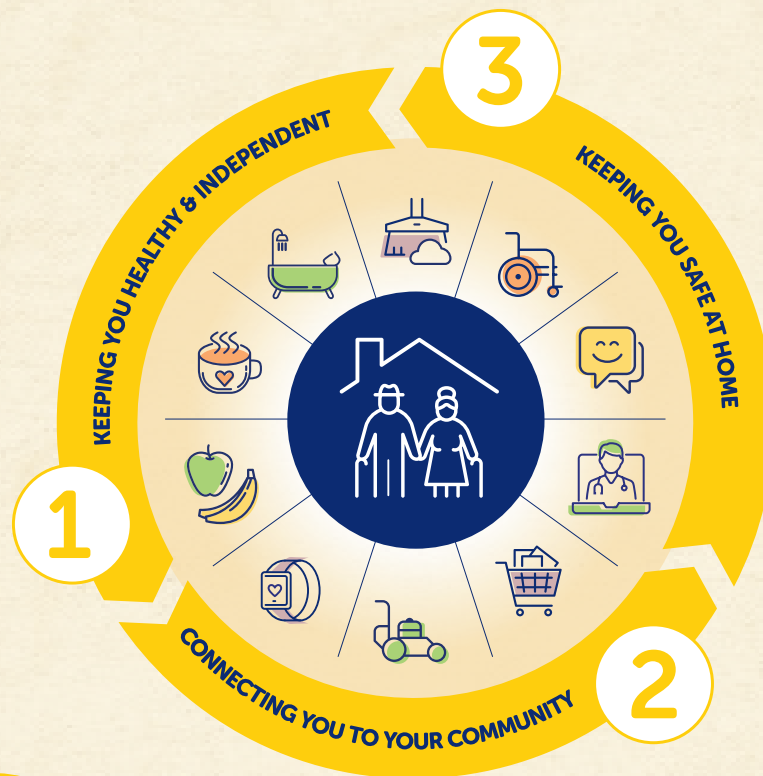 1
KEEPING YOU HEALTHY & INDEPENDENT
2
CONNECTING YOU TO YOUR COMMUNITY
3
KEEPING YOU SAFE AT HOME